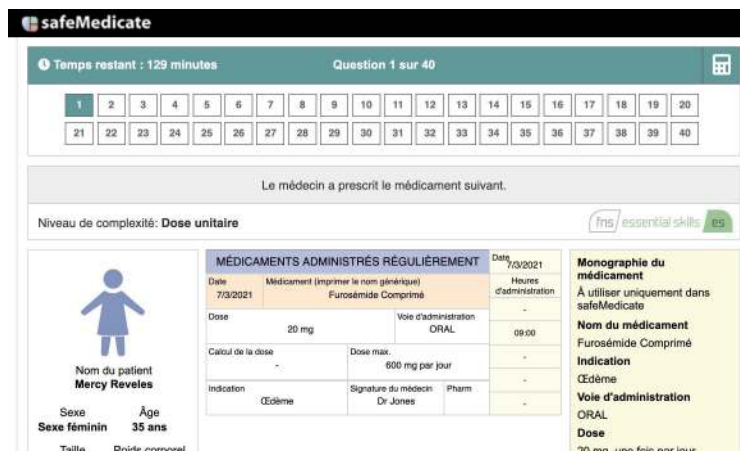 safeMedicate
Temps restant : 129 minutes
Question 1 sur 40
1 2 3 4 5 6 7 8 9 10 11 12 13 14 15 16 17 18 19 20
21 22 23 24 25 26 27 28 29 30 31 32 33 34 35 36 37 38 39 40
Le médecin a prescrit le médicament suivant.
Niveau de complexité: Dose unitaire
fns essential skills es
Nom du patient
Mercy Reveles
Sexe Âge
Sexe féminin 35 ans
Taille Poids corporel
MÉDICAMENTS ADMINISTRÉS RÉGULIÈREMENT
Date
7/3/2021
Date Médicament (imprimer le nom générique)
7/3/2021 Furosémide Comprimé
Heures
d'administration
-
Dose Voie d'administration
20 mg ORAL
09:00
Calcul de la dose Dose max.
- 600 mg par jour
-
-
Indication Signature du médecin Pharm
Œdème Dr Jones
-
Monographie du
médicament
À utiliser uniquement dans
safeMedicate
Nom du médicament
Furosémide Comprimé
Indication
Œdème
Voie d'administration
ORAL
Dose
20 mg, une fois par jour